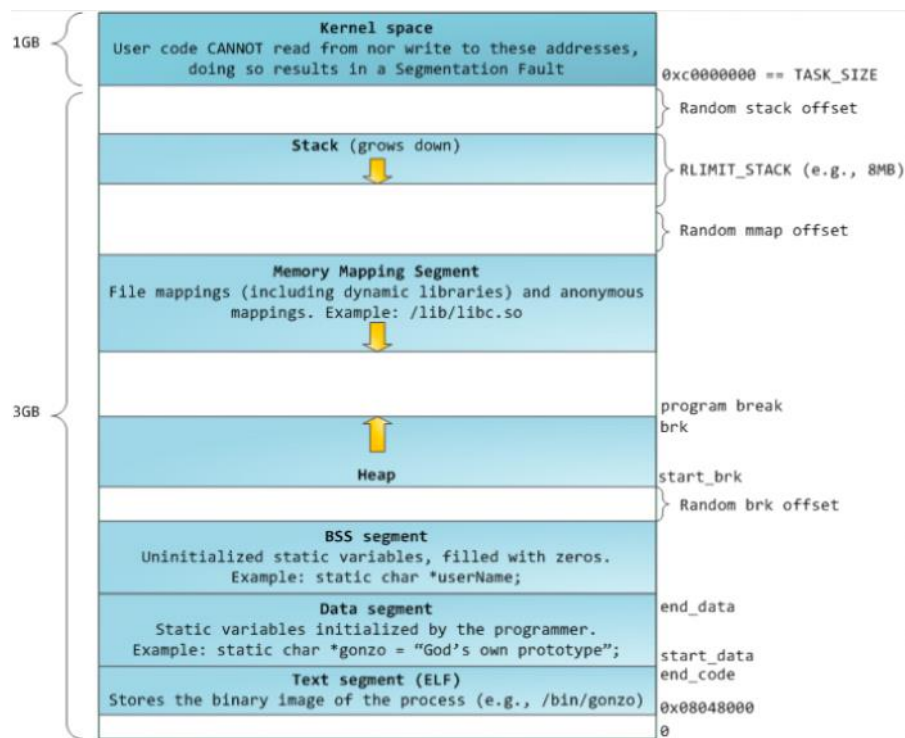 Kernel space
1GB
User code CANNOT read from nor write to these addresses,
doing so results in a Segmentation Fault
0xc0000000 == TASK_SIZE
Random stack offset
Stack (grows down)
RLIMIT_STACK (e.g., 8MB)
Random mmap offset
Memory Mapping Segment
File mappings (including dynamic libraries) and anonymous
mappings. Example: /lib/libc.so
3GB
program break
brk
Heap
start_brk
Random brk offset
BSS segment
Uninitialized static variables, filled with zeros.
Example: static char *userName;
Data segment
end_data
Static variables initialized by the programmer.
Example: static char *gonzo = “God’s own prototype”;
start_data
Text segment (ELF)
end_code
Stores the binary image of the process (e.g., /bin/gonzo)
0x08048000
0